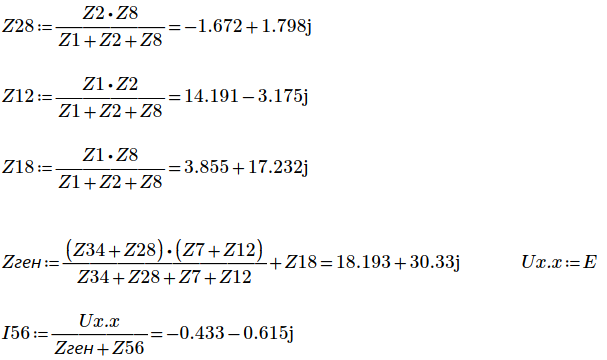 Z28:=(Z2•Z8)/(Z1+Z2+Z8)=−1.672+1.798j
Z12:=(Z1•Z2)/(Z1+Z2+Z8)=14.191−3.175j
Z18:=(Z1•Z8)/(Z1+Z2+Z8)=3.855+17.232j
Zген:=((Z34+Z28)•(Z7+Z12))/(Z34+Z28+Z7+Z12)+Z18=18.193+30.33j Ux.x:=E
I56:=Ux.x/(Zген+Z56)=−0.433−0.615j